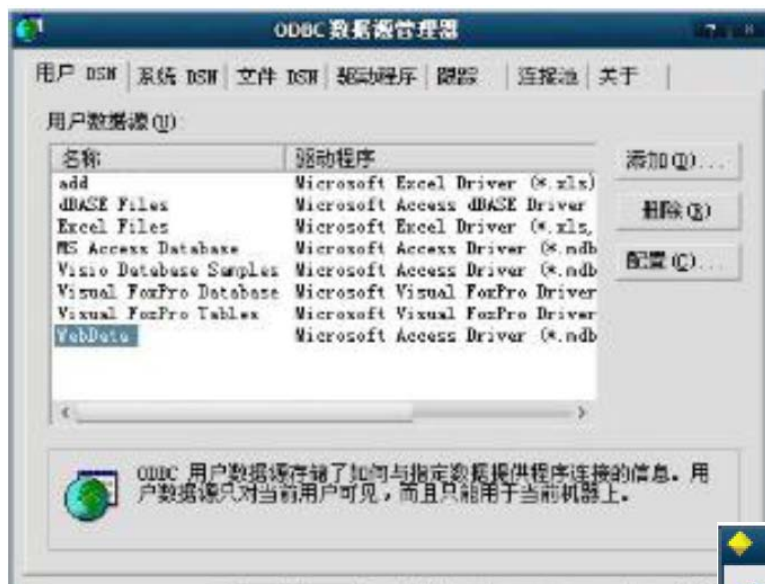 ODBC 数据源管理器
用户 DSN 系统 DSN 文件 DSN 驱动程序 跟踪 连接池 关于
用户数据源(U):
名称 驱动程序
add Microsoft Excel Driver (*.xls)
dBASE Files Microsoft Access dBASE Driver
Excel Files Microsoft Excel Driver (*.xls,
MS Access Database Microsoft Access Driver (*.mdb
Visio Database Samples Microsoft Access Driver (*.mdb
Visual FoxPro Database Microsoft Visual FoxPro Driver
Visual FoxPro Tables Microsoft Visual FoxPro Driver
WebData Microsoft Access Driver (*.mdb
添加(D)...
删除(R)
配置(C)...
ODBC 用户数据源存储了如何与指定数据提供程序连接的信息。用
户数据源只对当前用户可见，而且只能用于当前机器上。